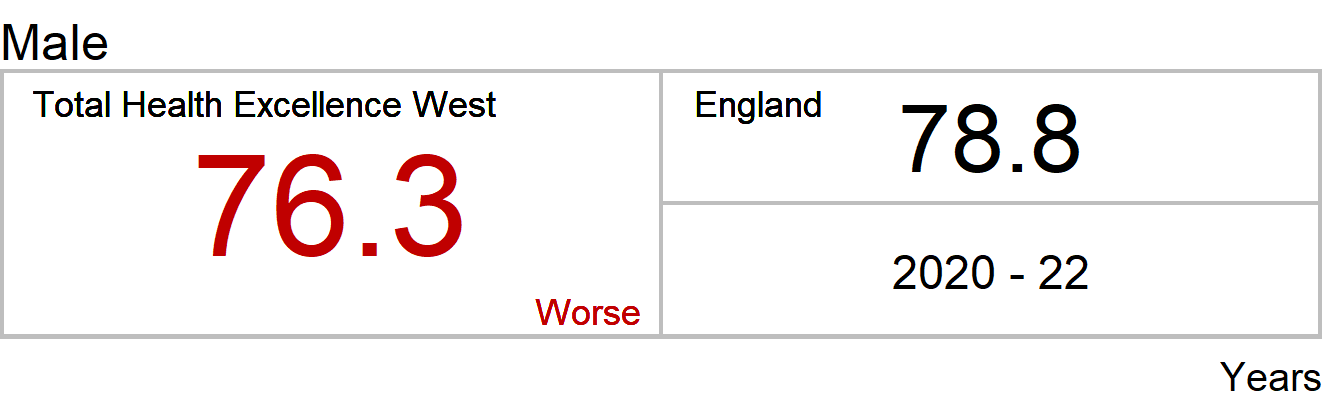 Male
Total Health Excellence West
76.3
Worse
England
78.8
2020 - 22
Years